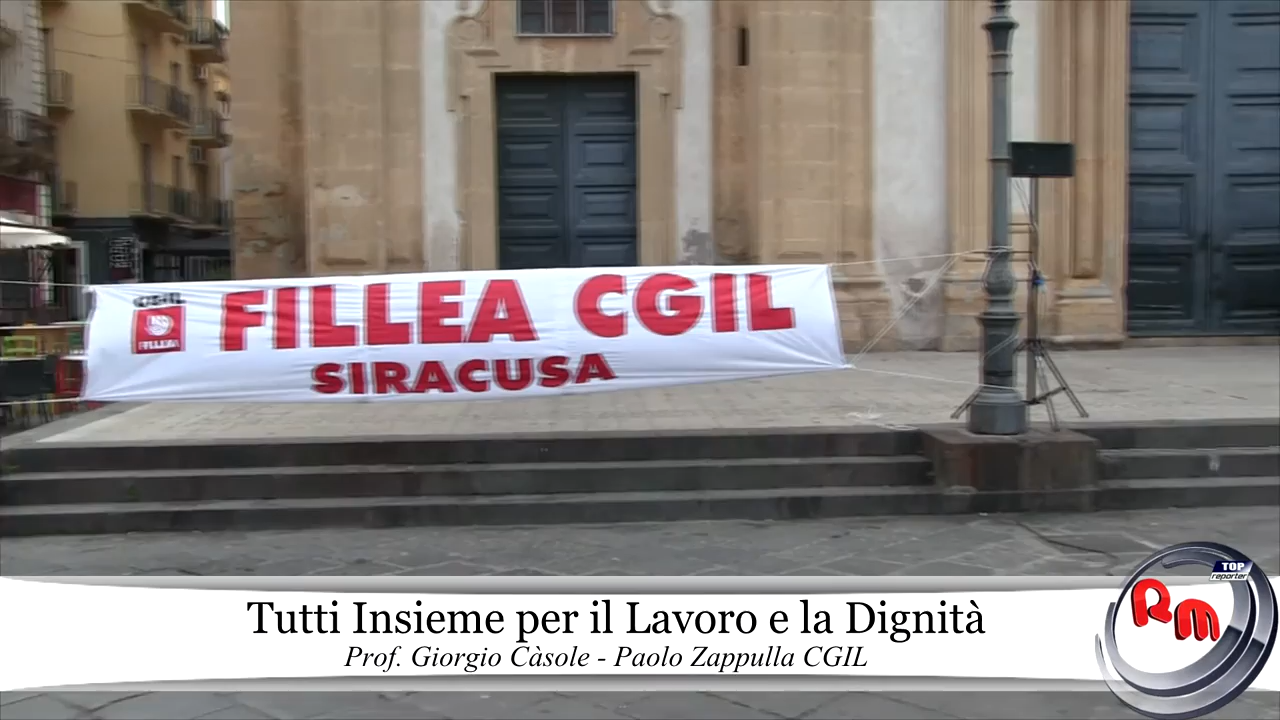 CGIL
FILLEA
FILLEA CGIL
SIRACUSA
TOP
reporter
RM
Tutti Insieme per il Lavoro e la Dignità
Prof. Giorgio Càsole - Paolo Zappulla CGIL